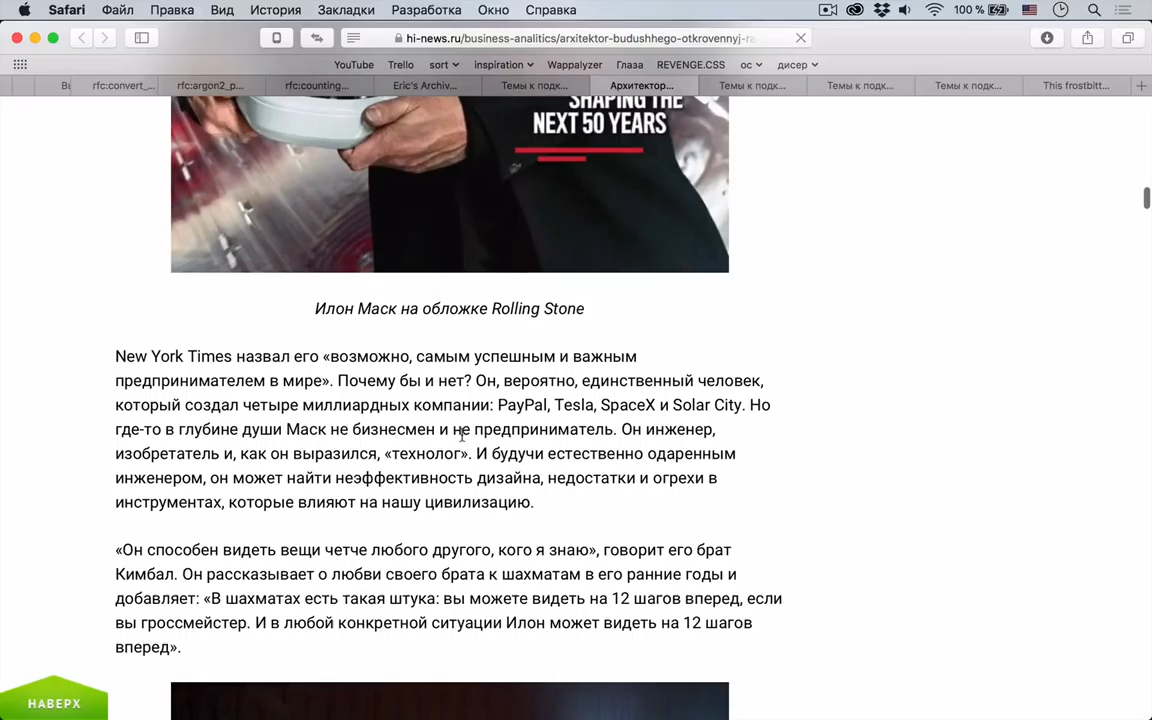 Safari Файл Правка Вид История Закладки Разработка Окно Справка 100 %
hi-news.ru/business-analitics/arxitektor-budushhego-otkrovennyj-ra
YouTube Trello sort inspiration Wappalyzer Глаза REVENGE.CSS ос дисер
Вы rfc:convert_... rfc:argon2_p... rfc:counting... Eric's Archiv... Темы к подк... Архитектор... Темы к подк... Темы к подк... Темы к подк... This frostbitt...
SHAPING THE
NEXT 50 YEARS
Илон Маск на обложке Rolling Stone
New York Times назвал его «возможно, самым успешным и важным
предпринимателем в мире». Почему бы и нет? Он, вероятно, единственный человек,
который создал четыре миллиардных компании: PayPal, Tesla, SpaceX и Solar City. Но
где-то в глубине души Маск не бизнесмен и не предприниматель. Он инженер,
изобретатель и, как он выразился, «технолог». И будучи естественно одаренным
инженером, он может найти неэффективность дизайна, недостатки и огрехи в
инструментах, которые влияют на нашу цивилизацию.
«Он способен видеть вещи четче любого другого, кого я знаю», говорит его брат
Кимбал. Он рассказывает о любви своего брата к шахматам в его ранние годы и
добавляет: «В шахматах есть такая штука: вы можете видеть на 12 шагов вперед, если
вы гроссмейстер. И в любой конкретной ситуации Илон может видеть на 12 шагов
вперед».
НАВЕРХ